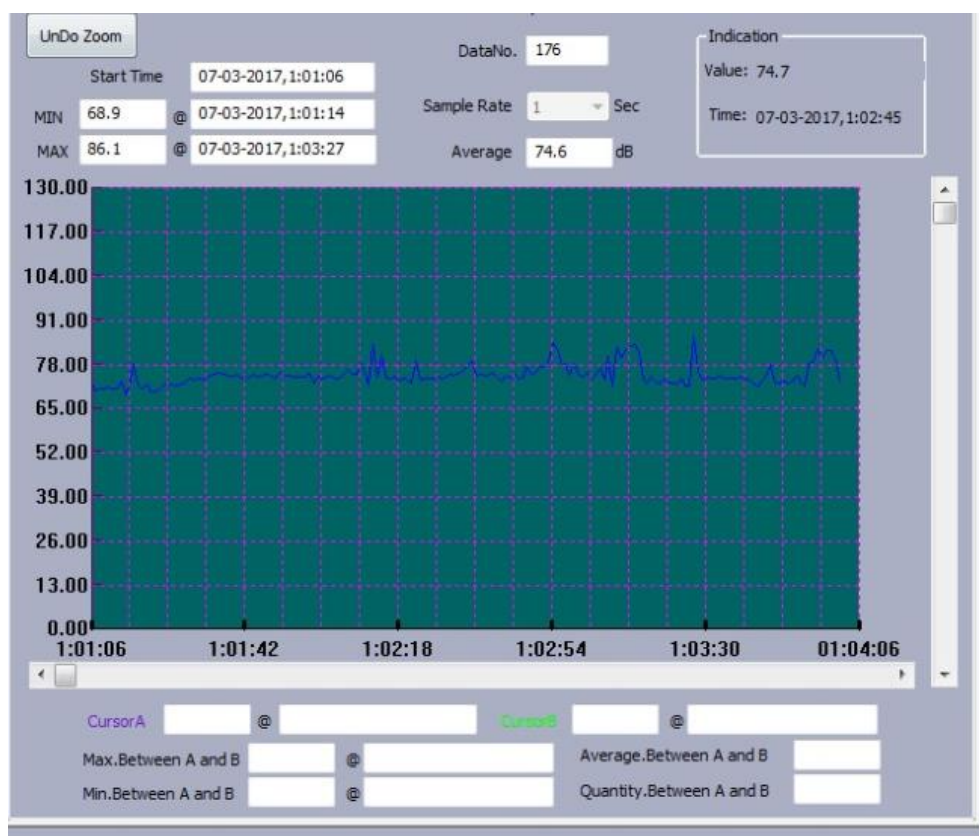 UnDo Zoom
DataNo. 176
Indication
Start Time 07-03-2017,1:01:06
Value: 74.7
MIN 68.9 @ 07-03-2017,1:01:14
Sample Rate 1 Sec
Time: 07-03-2017,1:02:45
MAX 86.1 @ 07-03-2017,1:03:27
Average 74.6 dB
130.00
117.00
104.00
91.00
78.00
65.00
52.00
39.00
26.00
13.00
0.00
1:01:06 1:01:42 1:02:18 1:02:54 1:03:30 01:04:06
CursorA @ CursorB @
Max.Between A and B @ Average.Between A and B
Min.Between A and B @ Quantity.Between A and B